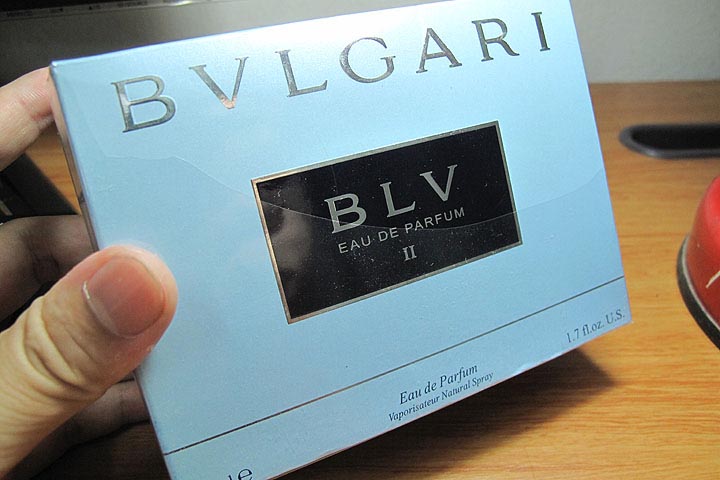 BVLGARI
BLV
EAU DE PARFUM
II
1.7 fl.oz. U.S.
Eau de Parfum
Vaporisateur Natural Spray